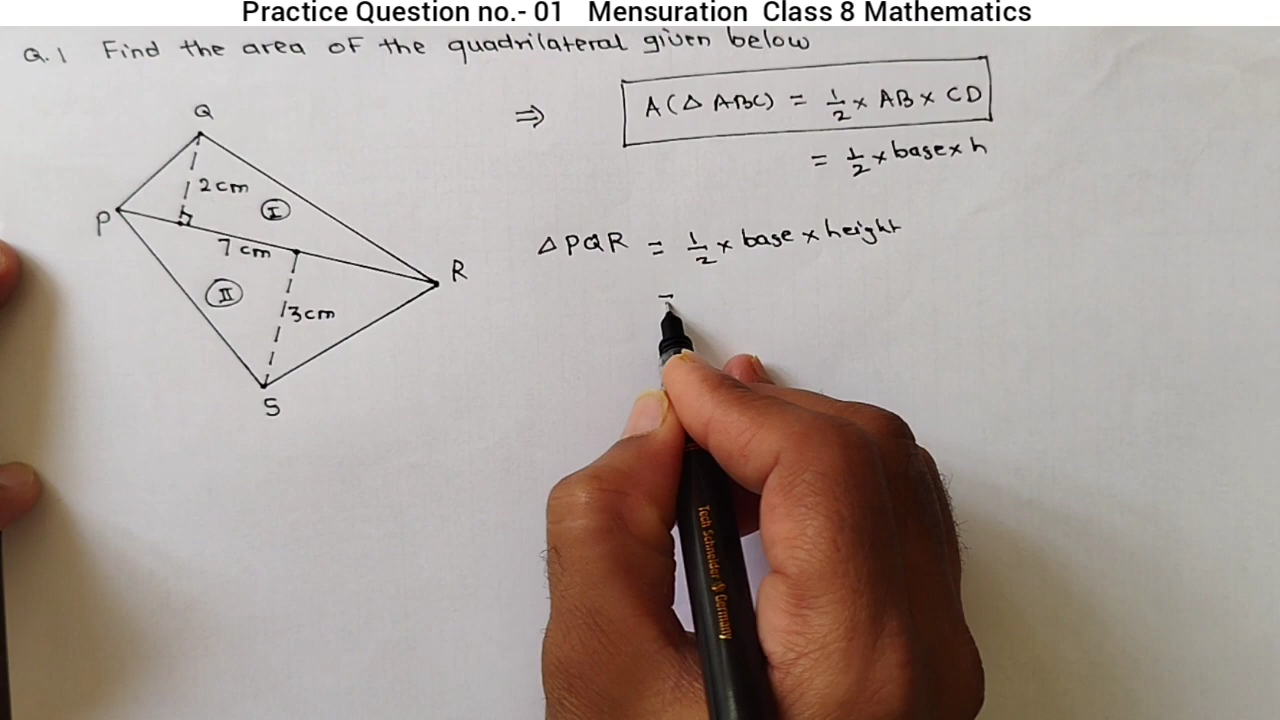 Practice Question no.- 01 Mensuration Class 8 Mathematics
Q.1 Find the area of the quadrilateral given below
⇒ A(△ ABC) = 1/2 × AB × CD
= 1/2 × base × h
△PQR = 1/2 × base × height
=
Q
2cm
I
P
7 cm
R
II
3cm
S
Tech Schneider Germany